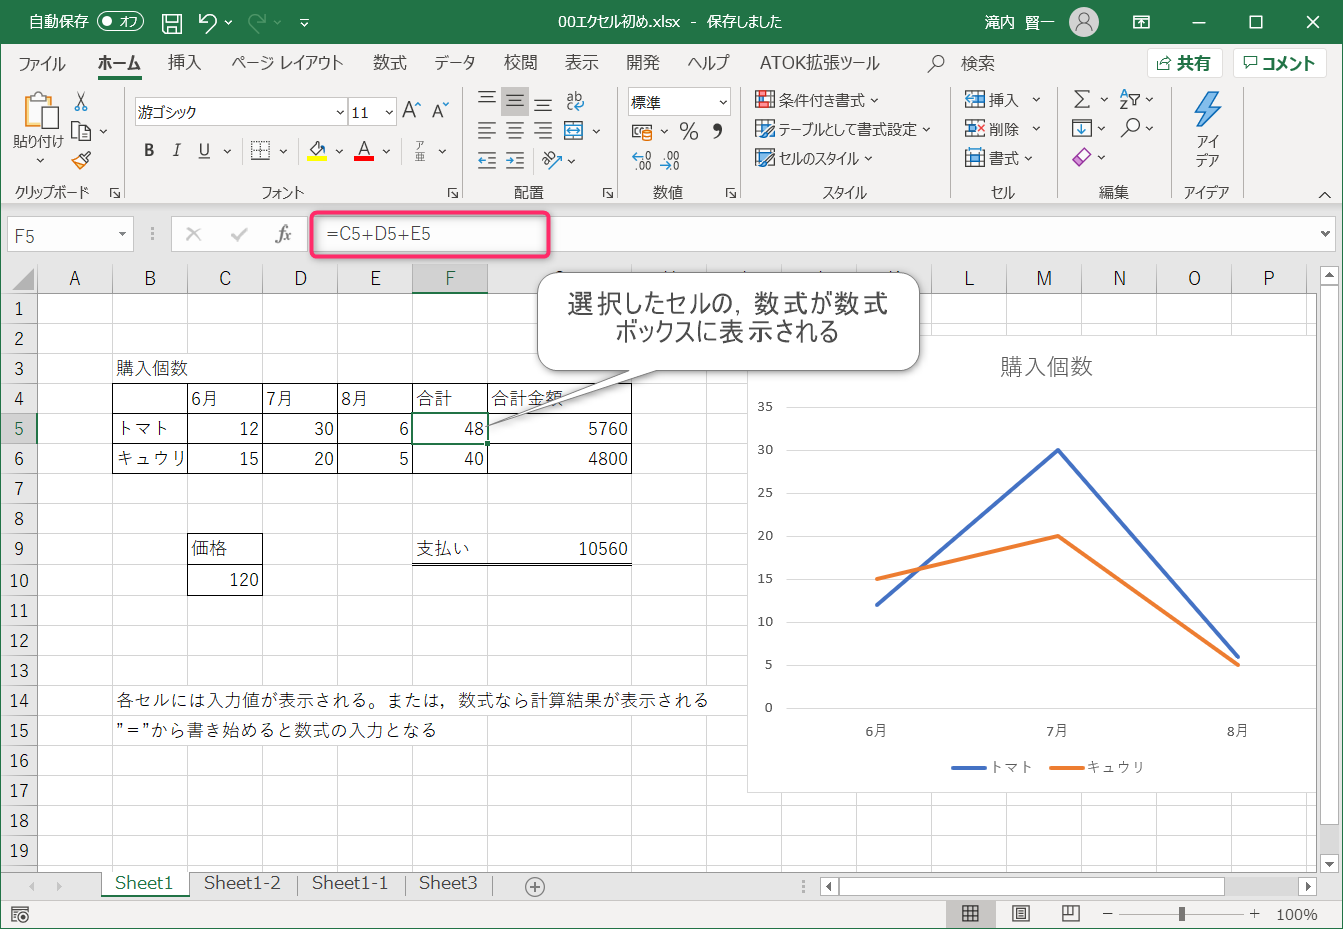 自動保存 オフ 00エクセル初め.xlsx - 保存しました 滝内 賢一
ファイル ホーム 挿入 ページ レイアウト 数式 データ 校閲 表示 開発 ヘルプ ATOK拡張ツール 検索 共有 コメント
貼り付け
游ゴシック 11 A A
B I U A 亜
ab
標準
% 9
.00
条件付き書式
テーブルとして書式設定
セルのスタイル
挿入
削除
書式
アイ
デア
クリップボード フォント 配置 数値 スタイル セル 編集 アイデア
F5 fx =C5+D5+E5
選択したセルの，数式が数式
ボックスに表示される
A B C D E F L M N O P
1
2
3 購入個数
4 6月 7月 8月 合計 合計金額
5 トマト 12 30 6 48 5760
6 キュウリ 15 20 5 40 4800
7
8
9 価格 支払い 10560
10 120
11
12
13
14 各セルには入力値が表示される。または，数式なら計算結果が表示される
15 ”＝”から書き始めると数式の入力となる
16
17
18
19
購入個数
35
30
25
20
15
10
5
0
6月 7月 8月
トマト キュウリ
Sheet1 Sheet1-2 Sheet1-1 Sheet3
100%